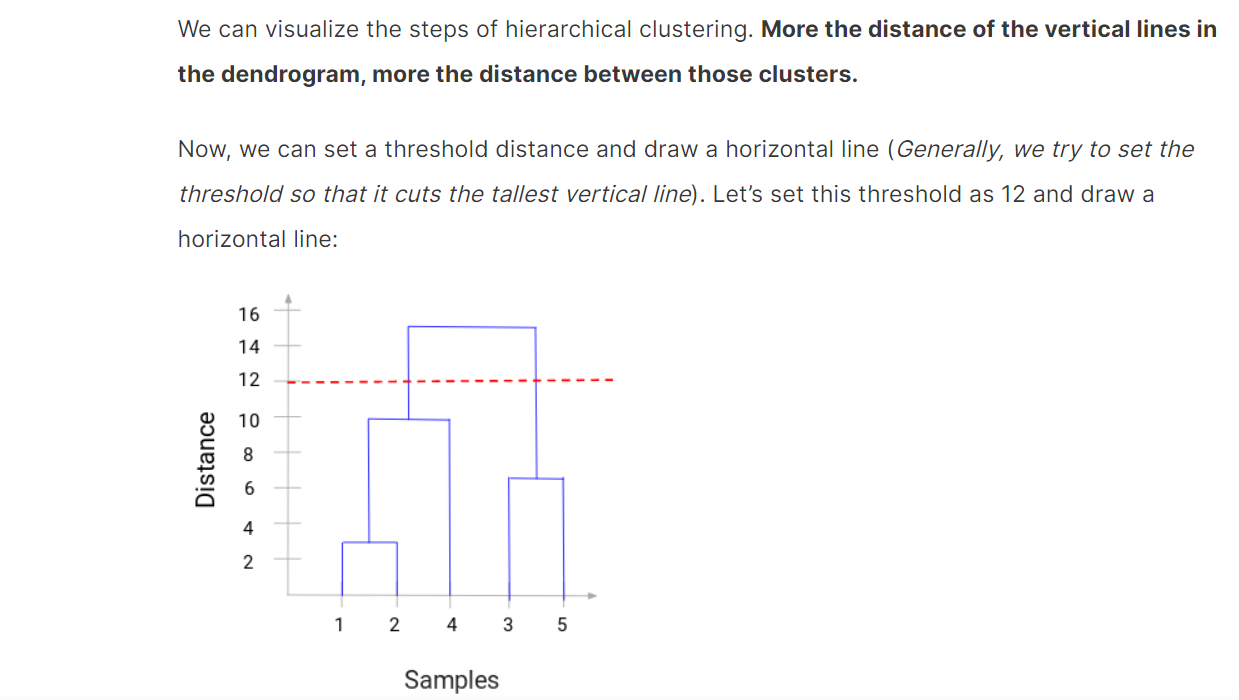 We can visualize the steps of hierarchical clustering. More the distance of the vertical lines in
the dendrogram, more the distance between those clusters.
Now, we can set a threshold distance and draw a horizontal line (Generally, we try to set the
threshold so that it cuts the tallest vertical line). Let’s set this threshold as 12 and draw a
horizontal line:
16
14
12
10
8
6
4
2
Distance
1 2 4 3 5
Samples